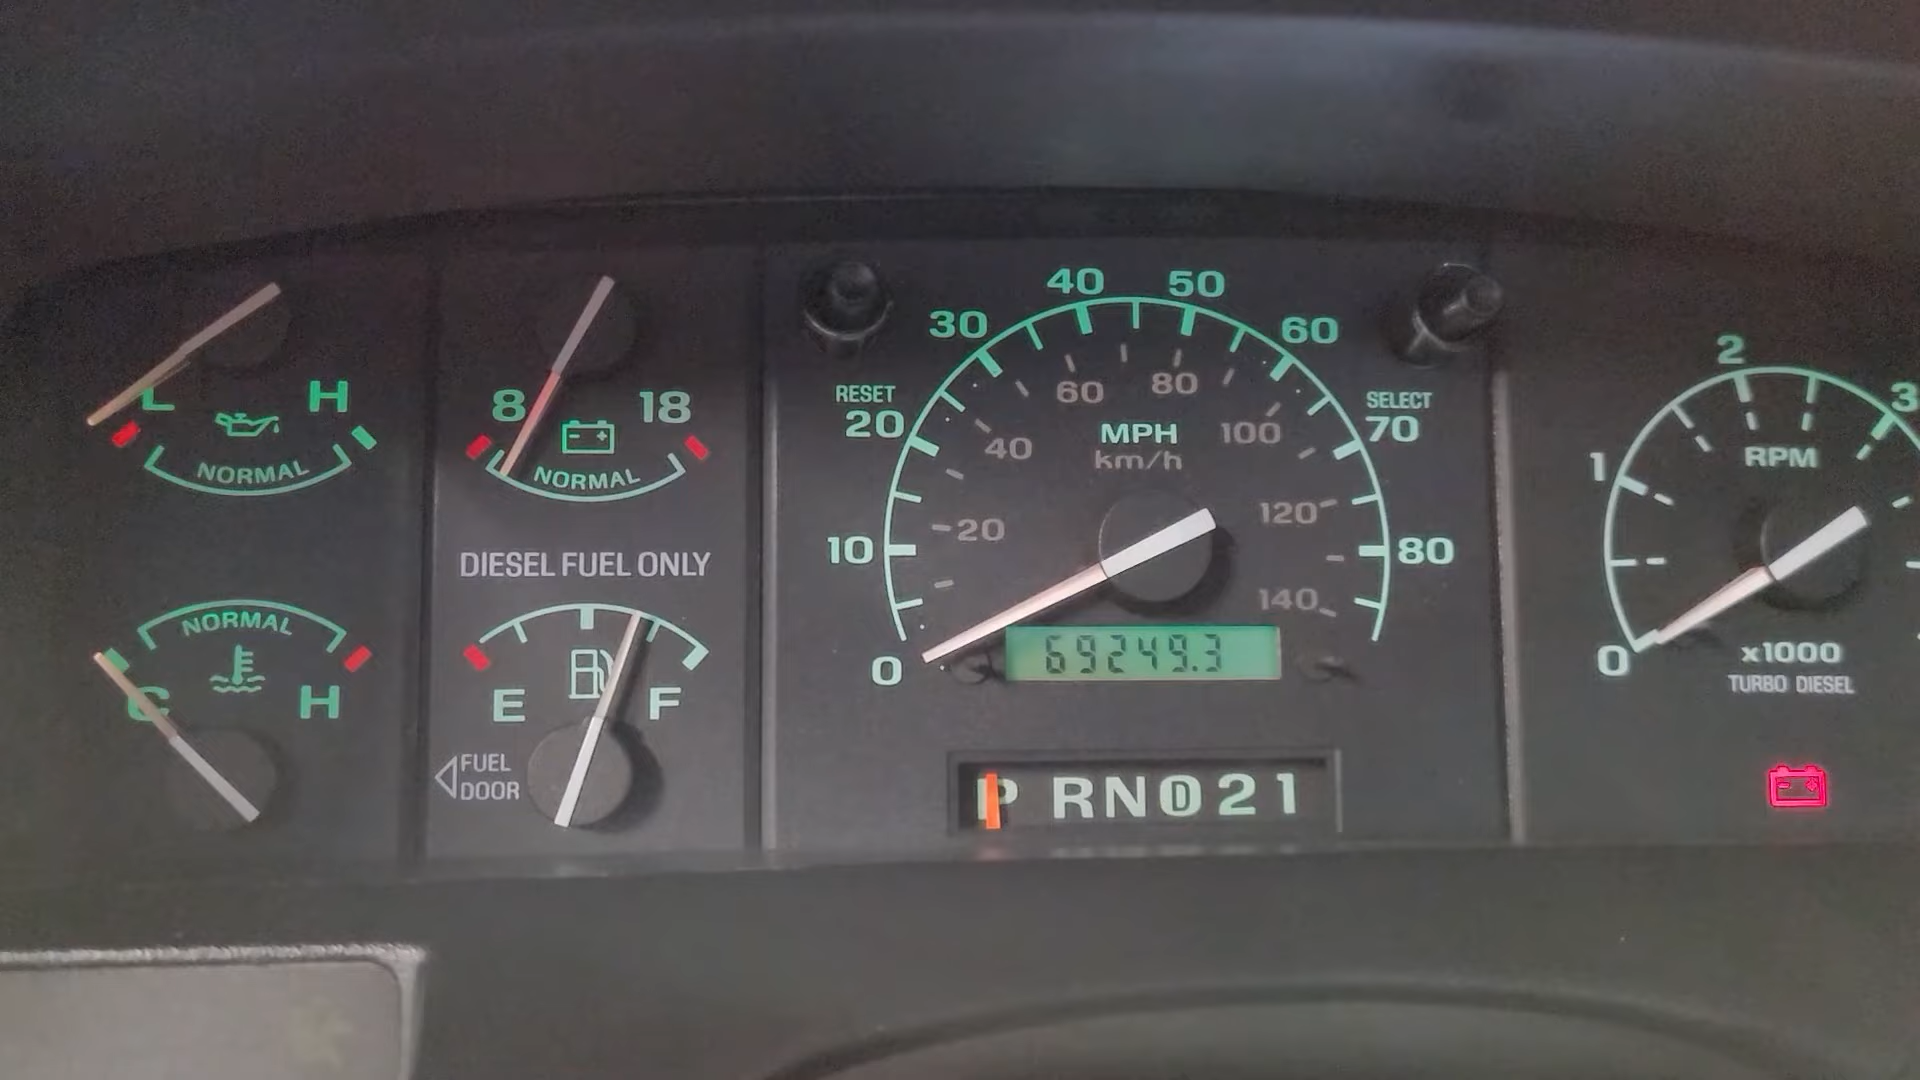 L H
NORMAL
8 18
NORMAL
DIESEL FUEL ONLY
NORMAL
C H
E F
FUEL
DOOR
RESET
SELECT
0 10 20 30 40 50 60 70 80
20 40 60 80 100 120 140
MPH
km/h
69249.3
P R N D 2 1
0 1 2 3
RPM
x1000
TURBO DIESEL